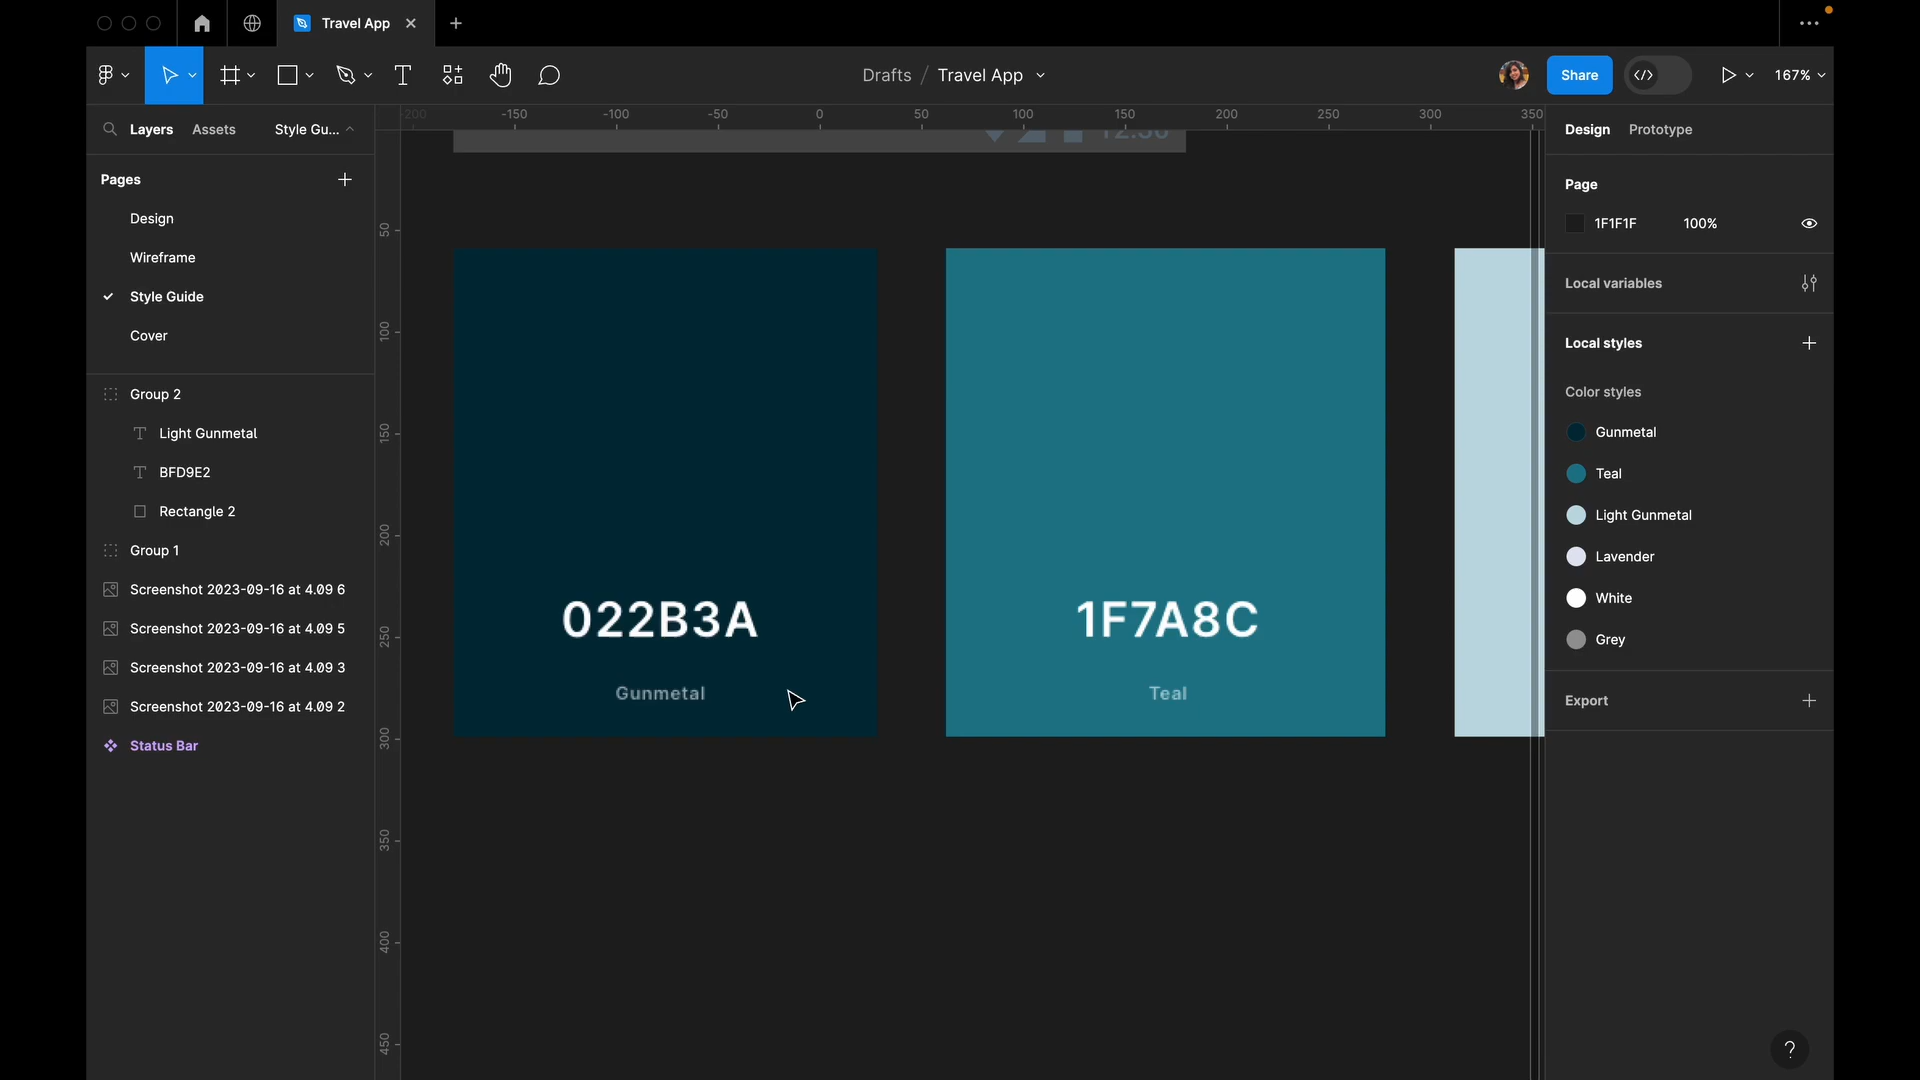 Travel App
Drafts / Travel App
Share
167%
Layers
Assets
Style Gu...
-200
-150
-100
-50
0
50
100
150
200
250
300
350
Design
Prototype
Pages
Design
Wireframe
Style Guide
Cover
Group 2
Light Gunmetal
BFD9E2
Rectangle 2
Group 1
Screenshot 2023-09-16 at 4.09 6
Screenshot 2023-09-16 at 4.09 5
Screenshot 2023-09-16 at 4.09 3
Screenshot 2023-09-16 at 4.09 2
Status Bar
50
100
150
200
250
300
350
400
450
12:30
022B3A
Gunmetal
1F7A8C
Teal
Page
1F1F1F
100%
Local variables
Local styles
Color styles
Gunmetal
Teal
Light Gunmetal
Lavender
White
Grey
Export
?